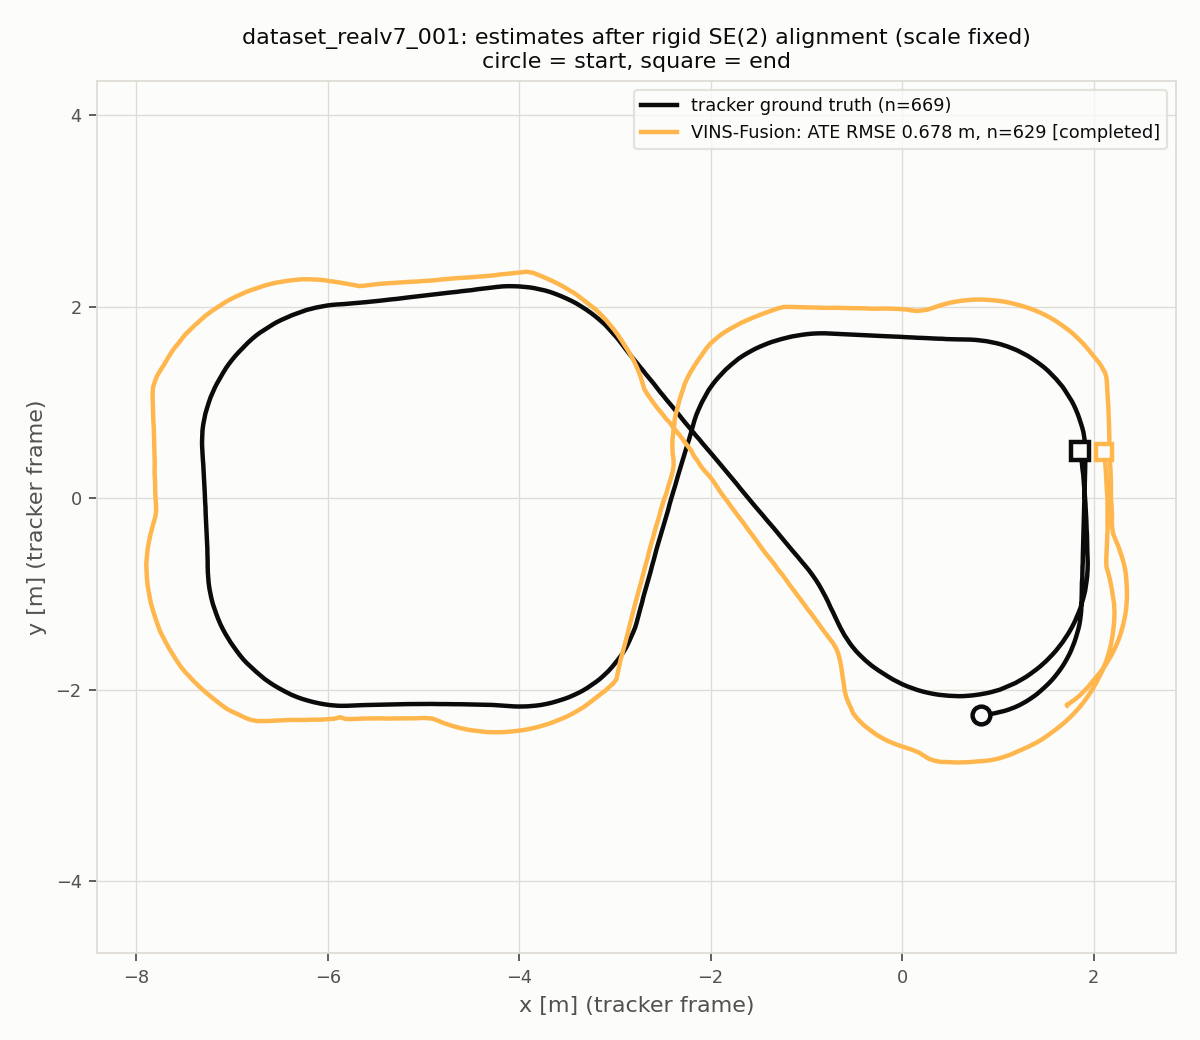 dataset_realv7_001: estimates after rigid SE(2) alignment (scale fixed)
circle = start, square = end
tracker ground truth (n=669)
VINS-Fusion: ATE RMSE 0.678 m, n=629 [completed]
4
2
0
−2
−4
y [m] (tracker frame)
−8
−6
−4
−2
0
2
x [m] (tracker frame)